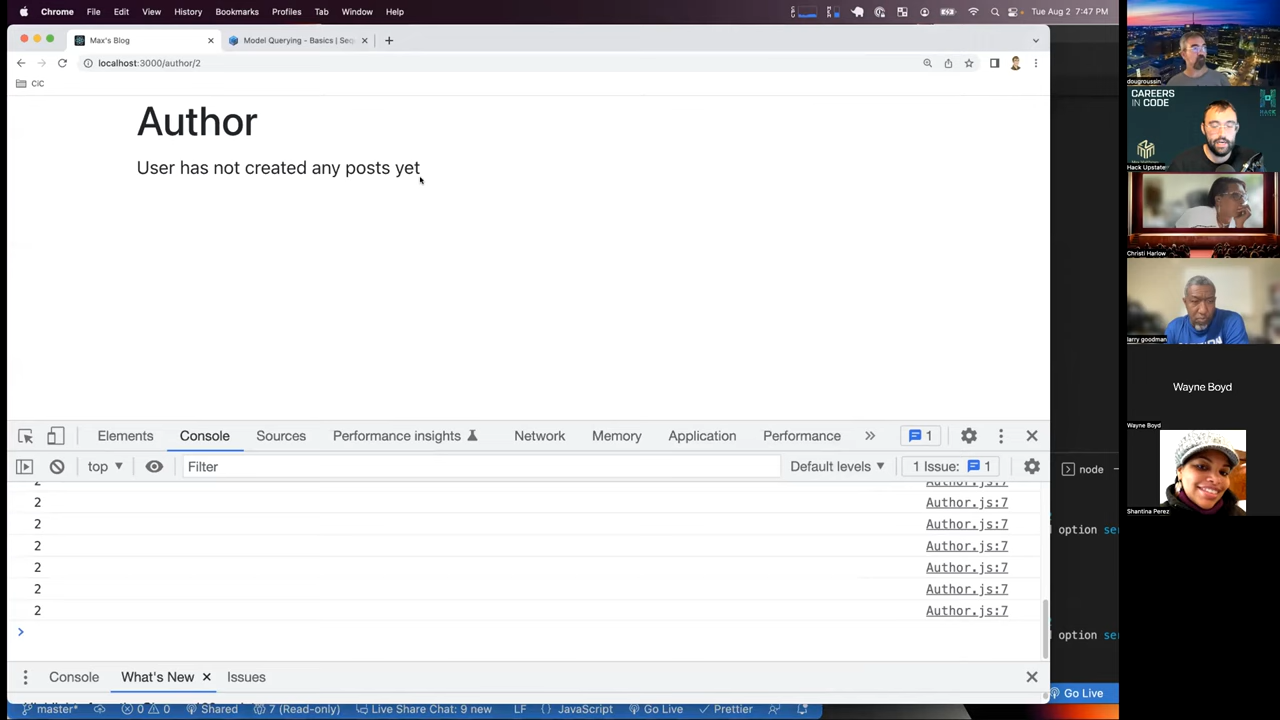 Chrome File Edit View History Bookmarks Profiles Tab Window Help Tue Aug 2 7:47 PM
Max's Blog
Model Querying - Basics | Seq
localhost:3000/author/2
CiC
Author
User has not created any posts yet
Elements Console Sources Performance insights Network Memory Application Performance 1
top Filter Default levels 1 Issue: 1
2 Author.js:7
2 Author.js:7
2 Author.js:7
2 Author.js:7
2 Author.js:7
2 Author.js:7
2 Author.js:7
Console What's New Issues
master* 0 0 Shared 7 (Read-only) Live Share Chat: 9 new LF JavaScript Go Live Prettier
node
option ser
option ser
Go Live
dougroussin
CAREERS
IN CODE
HACK
Hack Upstate
Christi Harlow
larry goodman
Wayne Boyd
Wayne Boyd
Shantina Perez